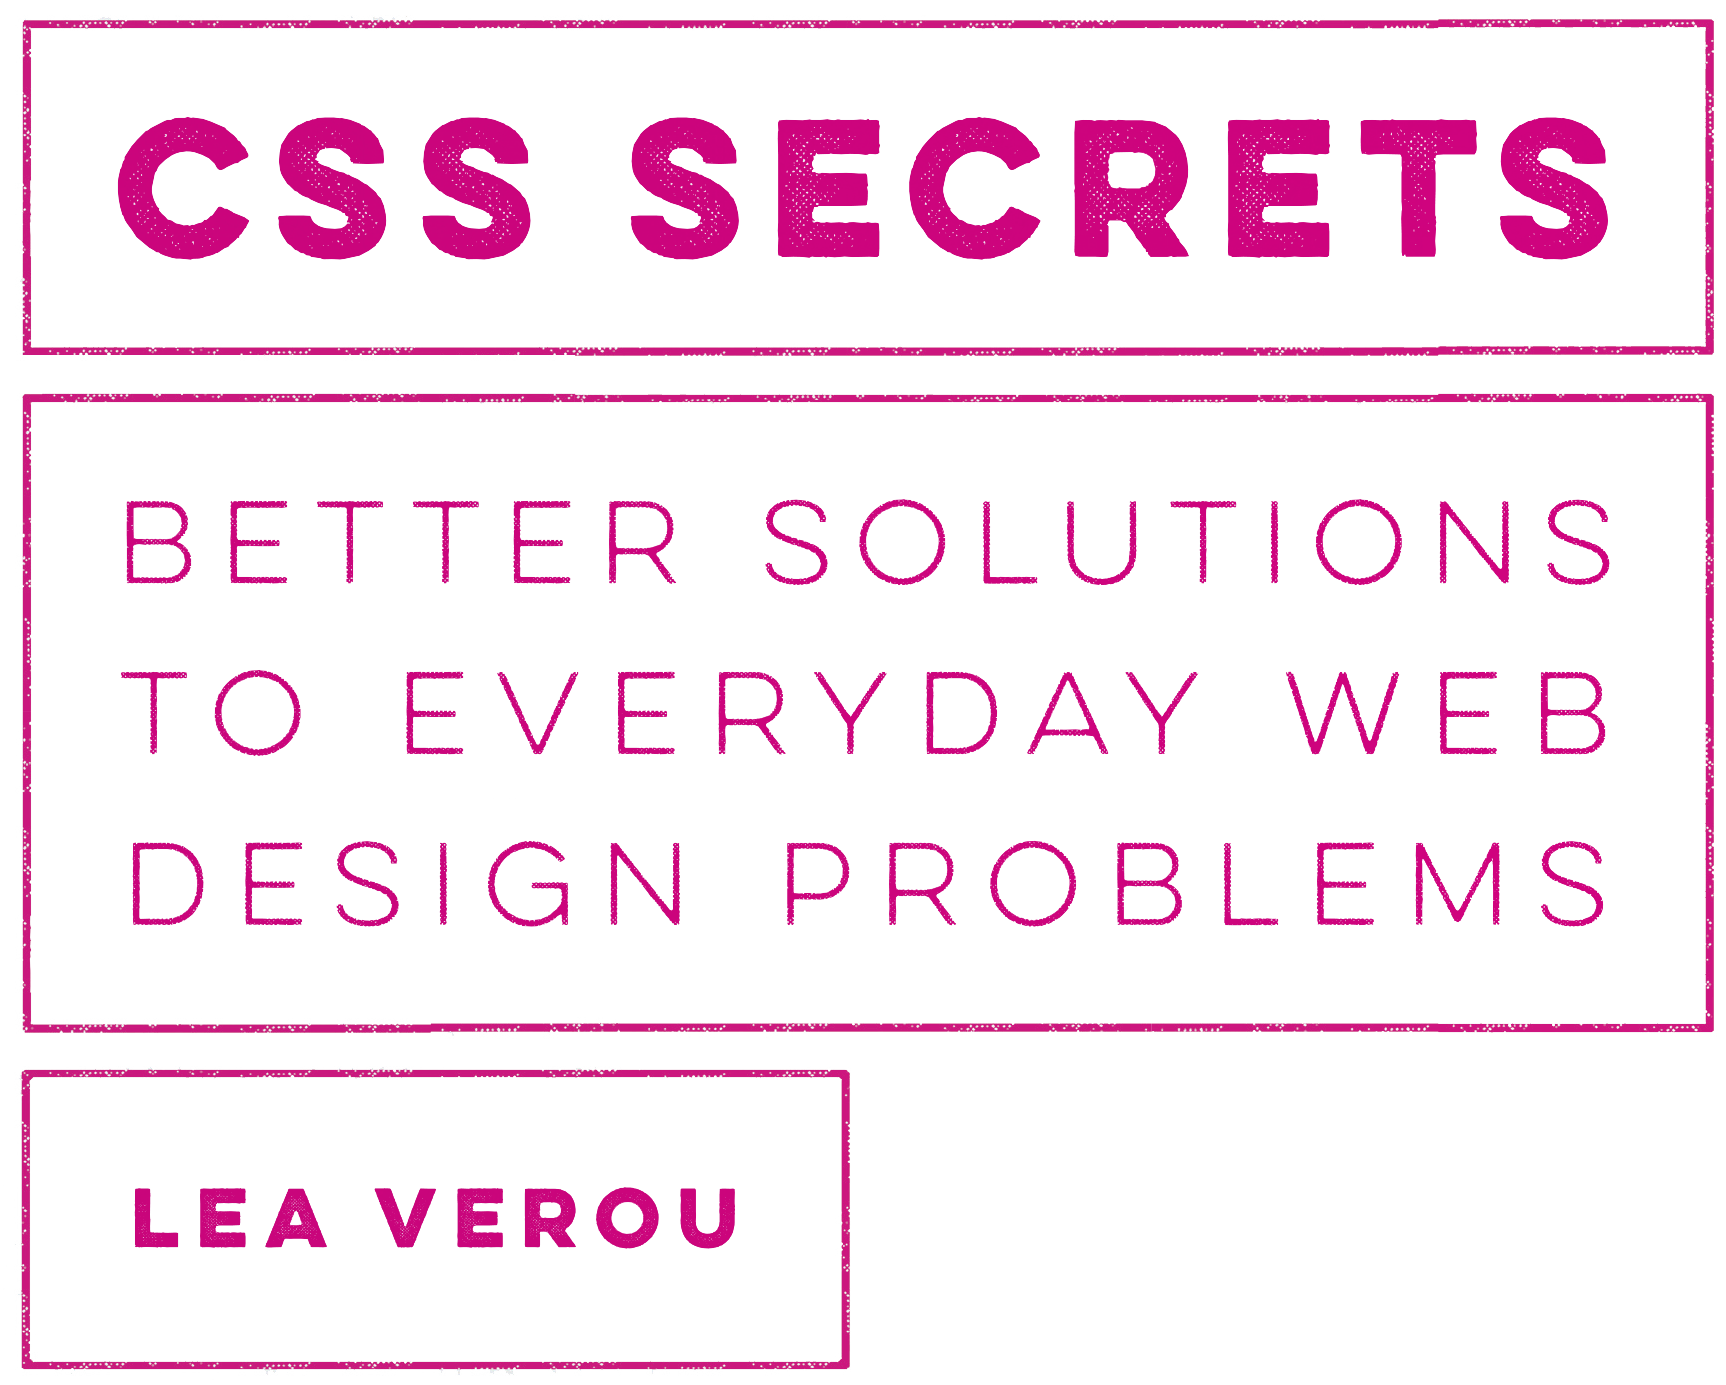 CSS SECRETS
BETTER SOLUTIONS
TO EVERYDAY WEB
DESIGN PROBLEMS
LEA VEROU